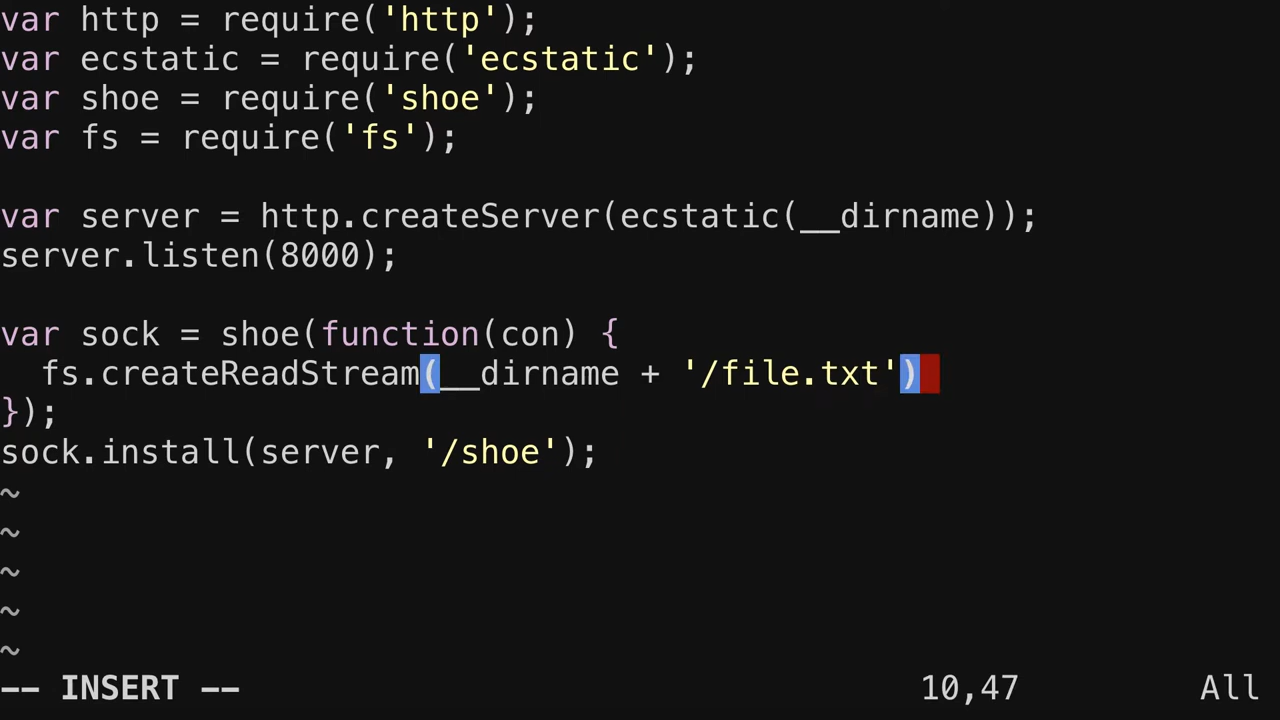 var http = require('http');
var ecstatic = require('ecstatic');
var shoe = require('shoe');
var fs = require('fs');
var server = http.createServer(ecstatic(__dirname));
server.listen(8000);
var sock = shoe(function(con) {
  fs.createReadStream(__dirname + '/file.txt')
});
sock.install(server, '/shoe');
~
~
~
~
~
-- INSERT -- 10,47 All